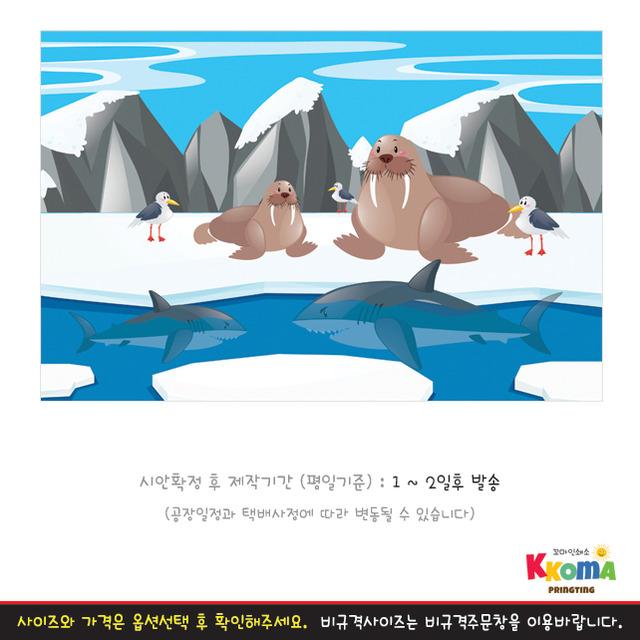 시안확정 후 제작기간 (평일기준) : 1 ~ 2일후 발송
(공장일정과 택배사정에 따라 변동될 수 있습니다)
꼬마인쇄소
KKOMA
PRINGTING
사이즈와 가격은 옵션선택 후 확인해주세요. 비규격사이즈는 비규격주문창을 이용바랍니다.